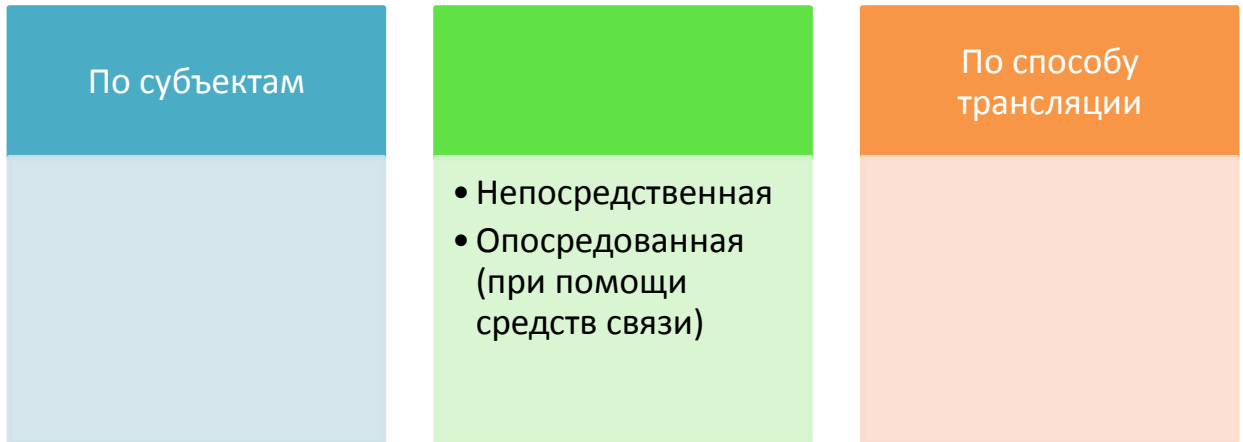 По субъектам
По способу
трансляции
• Непосредственная
• Опосредованная
(при помощи
средств связи)